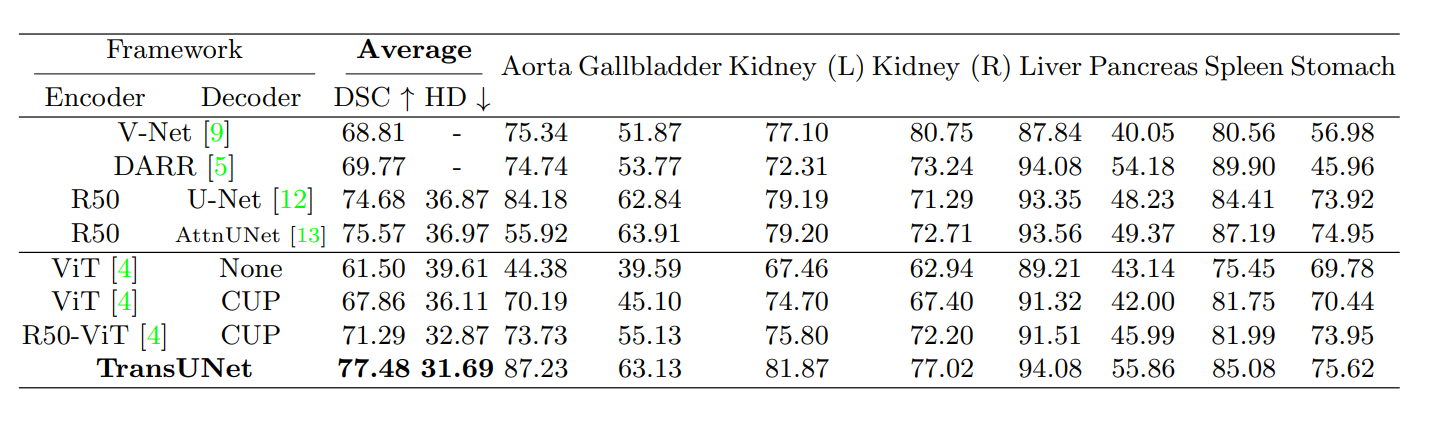 Framework Average Aorta Gallbladder Kidney (L) Kidney (R) Liver Pancreas Spleen Stomach
Encoder Decoder DSC ↑ HD ↓
V-Net [9] 68.81 - 75.34 51.87 77.10 80.75 87.84 40.05 80.56 56.98
DARR [5] 69.77 - 74.74 53.77 72.31 73.24 94.08 54.18 89.90 45.96
R50 U-Net [12] 74.68 36.87 84.18 62.84 79.19 71.29 93.35 48.23 84.41 73.92
R50 AttnUNet [13] 75.57 36.97 55.92 63.91 79.20 72.71 93.56 49.37 87.19 74.95
ViT [4] None 61.50 39.61 44.38 39.59 67.46 62.94 89.21 43.14 75.45 69.78
ViT [4] CUP 67.86 36.11 70.19 45.10 74.70 67.40 91.32 42.00 81.75 70.44
R50-ViT [4] CUP 71.29 32.87 73.73 55.13 75.80 72.20 91.51 45.99 81.99 73.95
TransUNet 77.48 31.69 87.23 63.13 81.87 77.02 94.08 55.86 85.08 75.62